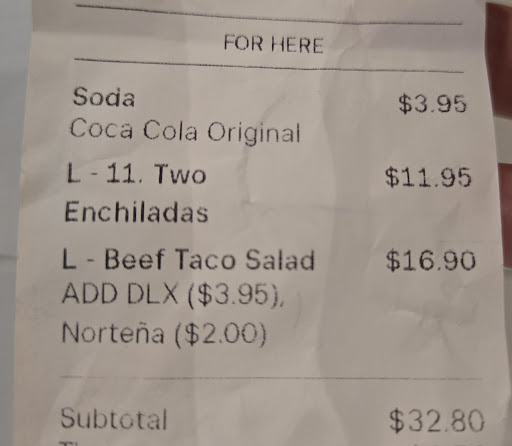 FOR HERE
Soda $3.95
Coca Cola Original
L - 11. Two $11.95
Enchiladas
L - Beef Taco Salad $16.90
ADD DLX ($3.95),
Norteña ($2.00)
Subtotal $32.80